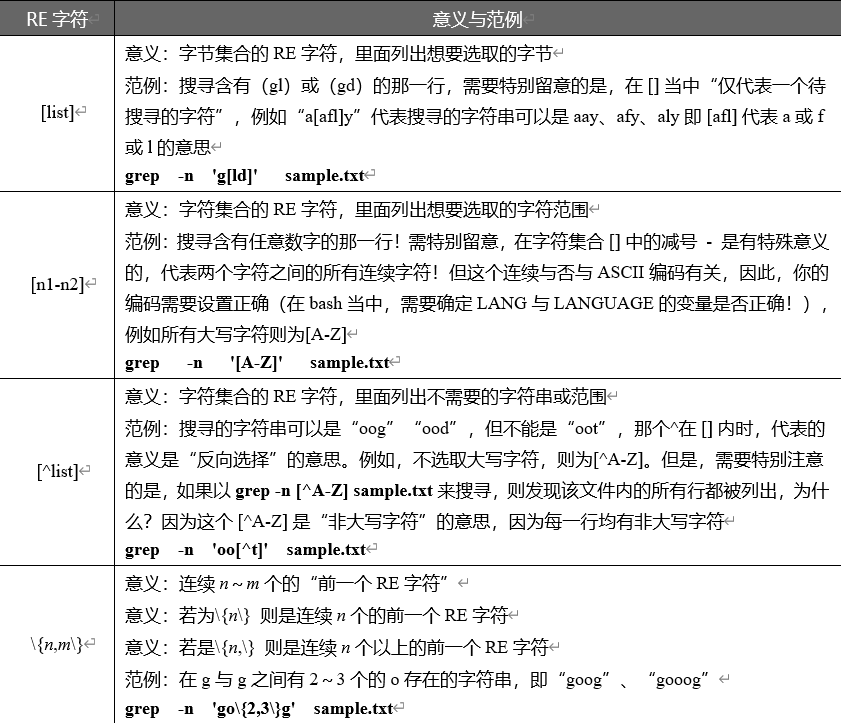 RE 字符 意义与范例
[list]
意义：字节集合的 RE 字符，里面列出想要选取的字节
范例：搜寻含有（gl）或（gd）的那一行，需要特别留意的是，在 [] 当中“仅代表一个待
搜寻的字符”，例如“a[afl]y”代表搜寻的字符串可以是 aay、afy、aly 即 [afl] 代表 a 或 f
或 l 的意思
grep -n 'g[ld]' sample.txt
[n1-n2]
意义：字符集合的 RE 字符，里面列出想要选取的字符范围
范例：搜寻含有任意数字的那一行！需特别留意，在字符集合 [] 中的减号 - 是有特殊意义
的，代表两个字符之间的所有连续字符！但这个连续与否与 ASCII 编码有关，因此，你的
编码需要设置正确（在 bash 当中，需要确定 LANG 与 LANGUAGE 的变量是否正确！），
例如所有大写字符则为[A-Z]
grep -n '[A-Z]' sample.txt
[^list]
意义：字符集合的 RE 字符，里面列出不需要的字符串或范围
范例：搜寻的字符串可以是“oog”“ood”，但不能是“oot”，那个^在 [] 内时，代表的
意义是“反向选择”的意思。例如，不选取大写字符，则为[^A-Z]。但是，需要特别注意
的是，如果以 grep -n [^A-Z] sample.txt 来搜寻，则发现该文件内的所有行都被列出，为什
么？因为这个 [^A-Z] 是“非大写字符”的意思，因为每一行均有非大写字符
grep -n 'oo[^t]' sample.txt
\{n,m\}
意义：连续 n ~ m 个的“前一个 RE 字符”
意义：若为\{n\} 则是连续 n 个的前一个 RE 字符
意义：若是\{n,\} 则是连续 n 个以上的前一个 RE 字符
范例：在 g 与 g 之间有 2 ~ 3 个的 o 存在的字符串，即“goog”、“gooog”
grep -n 'go\{2,3\}g' sample.txt